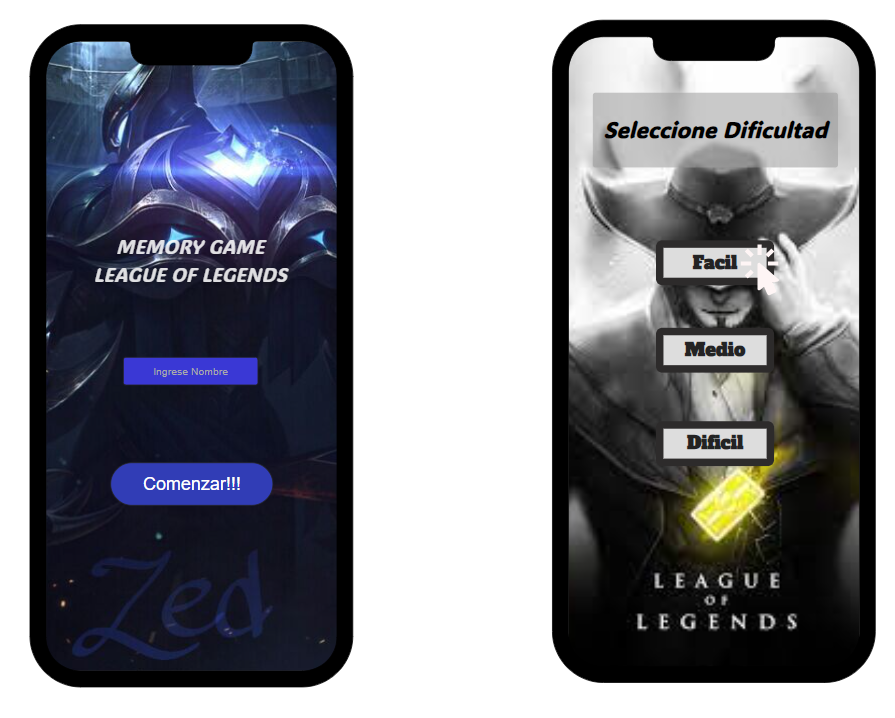 MEMORY GAME
LEAGUE OF LEGENDS
Ingrese Nombre
Comenzar!!!
Zed
Seleccione Dificultad
Facil
Medio
Dificil
LEAGUE
OF
LEGENDS